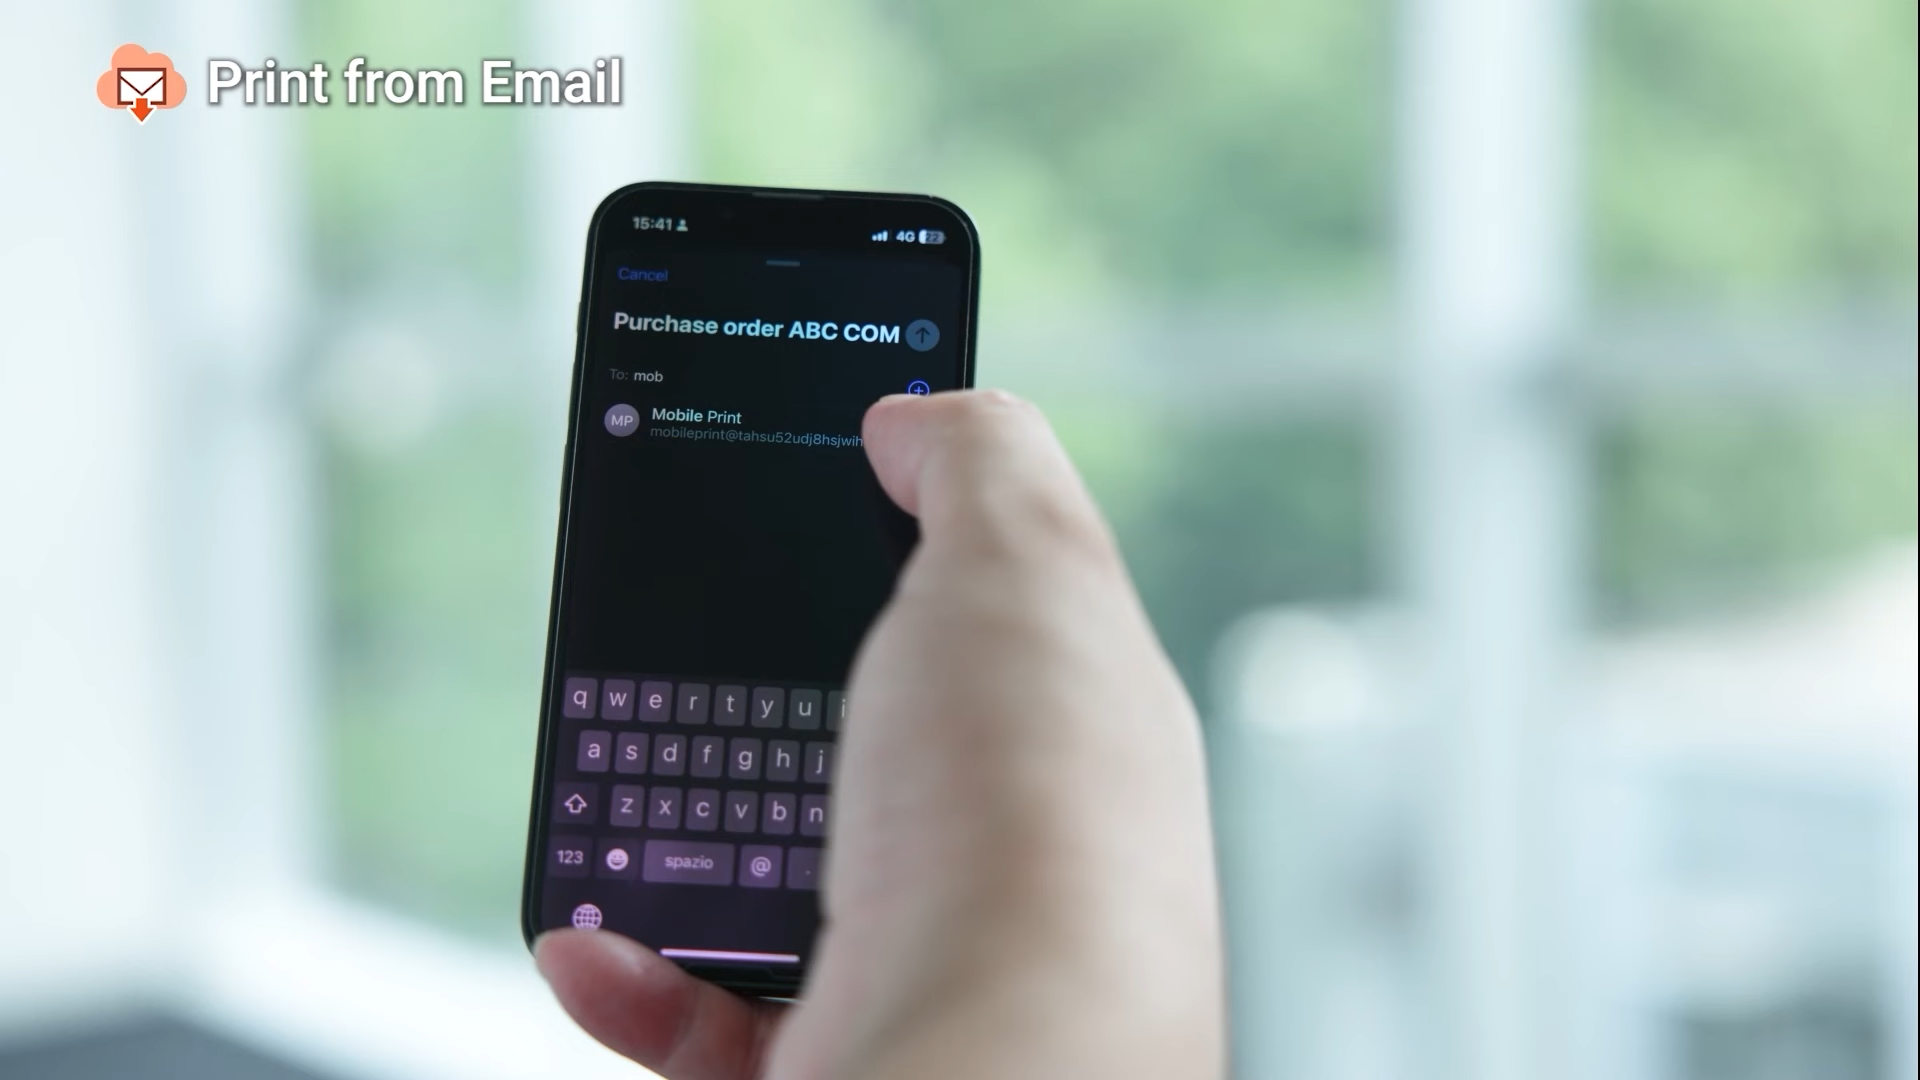 Print from Email
15:41
4G 22
Cancel
Purchase order ABC COM
To: mob
MP
Mobile Print
mobileprint@tahsu52udj8hsjwih
q w e r t y u i
a s d f g h j
z x c v b n
123 spazio @ .